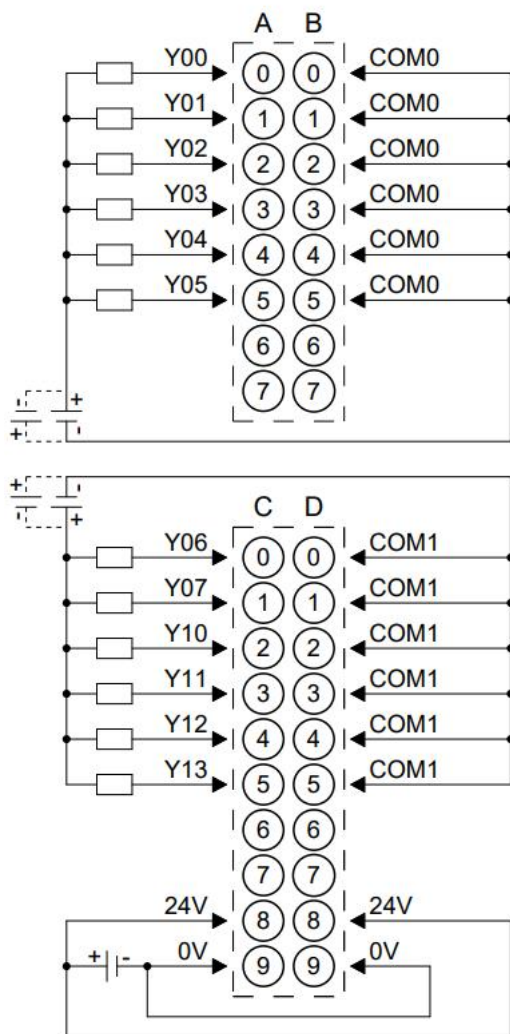 A B
Y00 0 0 COM0
Y01 1 1 COM0
Y02 2 2 COM0
Y03 3 3 COM0
Y04 4 4 COM0
Y05 5 5 COM0
6 6
7 7
- +
+ -
+ -
- +
C D
Y06 0 0 COM1
Y07 1 1 COM1
Y10 2 2 COM1
Y11 3 3 COM1
Y12 4 4 COM1
Y13 5 5 COM1
6 6
7 7
24V 8 8 24V
+ - 0V 9 9 0V